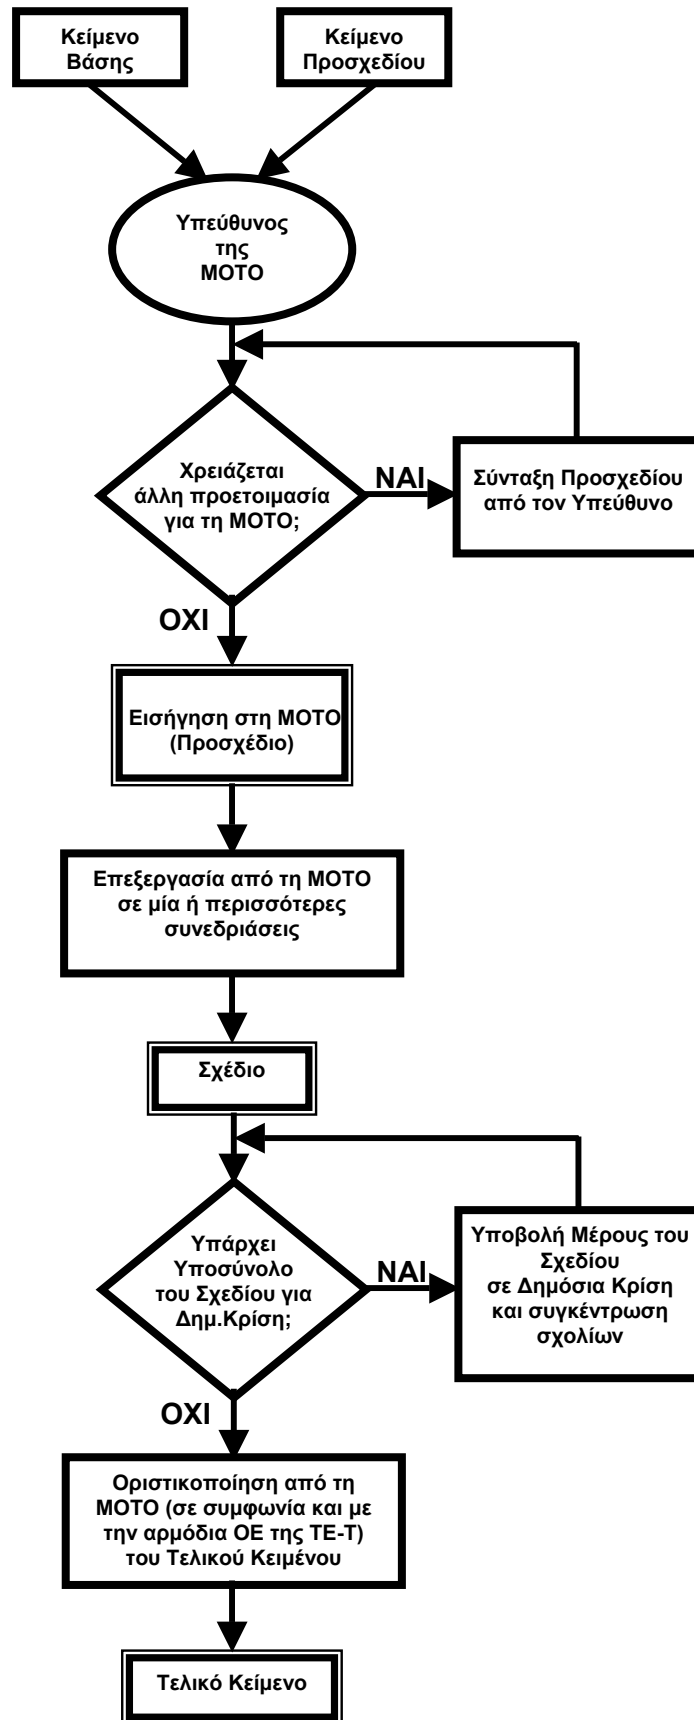 Κείμενο
Βάσης
Κείμενο
Προσχεδίου
Υπεύθυνος
της
ΜΟΤΟ
Χρειάζεται
άλλη προετοιμασία
για τη ΜΟΤΟ;
ΝΑΙ
Σύνταξη Προσχεδίου
από τον Υπεύθυνο
ΟΧΙ
Εισήγηση στη ΜΟΤΟ
(Προσχέδιο)
Επεξεργασία από τη ΜΟΤΟ
σε μία ή περισσότερες
συνεδριάσεις
Σχέδιο
Υπάρχει
Υποσύνολο
του Σχεδίου για
Δημ.Κρίση;
ΝΑΙ
Υποβολή Μέρους του
Σχεδίου
σε Δημόσια Κρίση
και συγκέντρωση
σχολίων
ΟΧΙ
Οριστικοποίηση από τη
ΜΟΤΟ (σε συμφωνία και με
την αρμόδια ΟΕ της ΤΕ-Τ)
του Τελικού Κειμένου
Τελικό Κείμενο